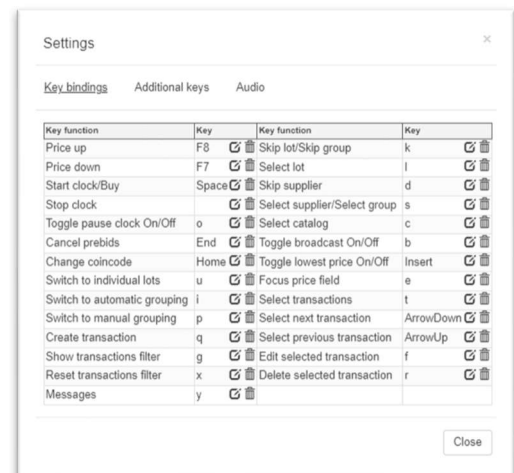 Settings ×
Key bindings Additional keys Audio
Key function Key Key function Key
Price up F8 Skip lot/Skip group k
Price down F7 Select lot l
Start clock/Buy Space Skip supplier d
Stop clock Select supplier/Select group s
Toggle pause clock On/Off o Select catalog c
Cancel prebids End Toggle broadcast On/Off b
Change coincode Home Toggle lowest price On/Off Insert
Switch to individual lots u Focus price field e
Switch to automatic grouping i Select transactions t
Switch to manual grouping p Select next transaction ArrowDown
Create transaction q Select previous transaction ArrowUp
Show transactions filter g Edit selected transaction f
Reset transactions filter x Delete selected transaction r
Messages y
Close